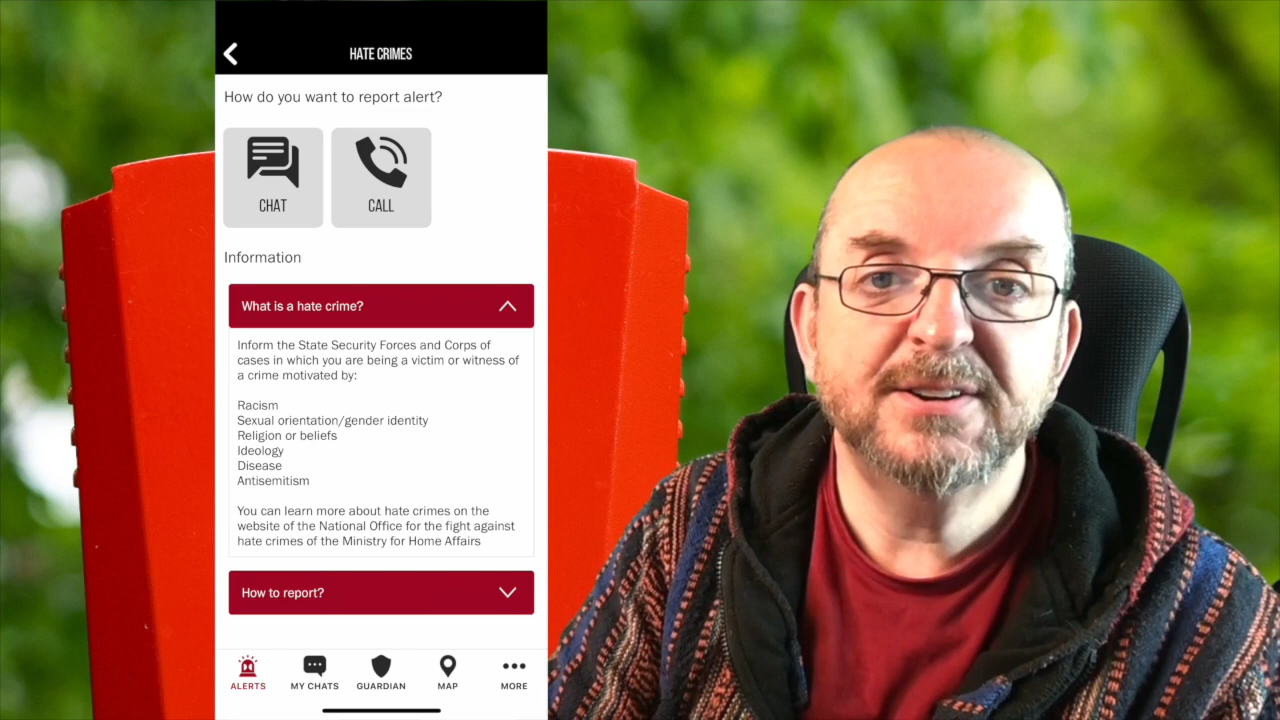 HATE CRIMES
How do you want to report alert?
CHAT
CALL
Information
What is a hate crime?
Inform the State Security Forces and Corps of
cases in which you are being a victim or witness of
a crime motivated by:
Racism
Sexual orientation/gender identity
Religion or beliefs
Ideology
Disease
Antisemitism
You can learn more about hate crimes on the
website of the National Office for the fight against
hate crimes of the Ministry for Home Affairs
How to report?
ALERTS
MY CHATS
GUARDIAN
MAP
MORE